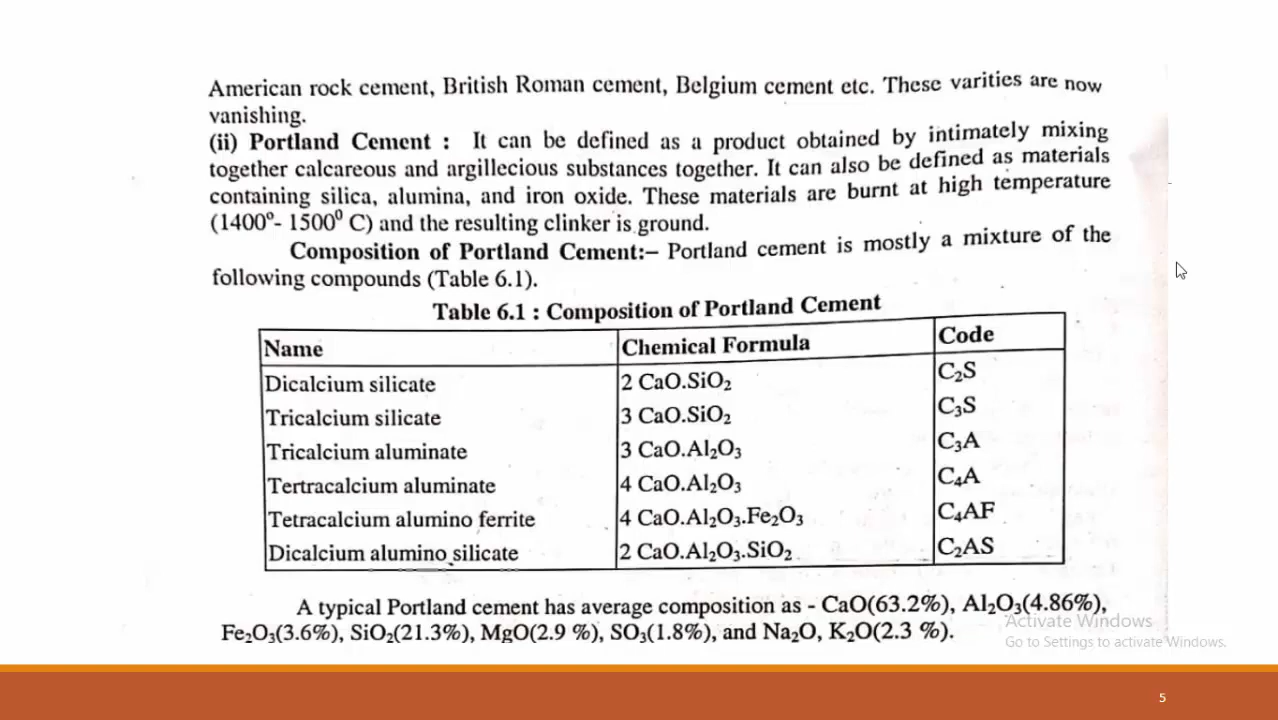 American rock cement, British Roman cement, Belgium cement etc. These varities are now
vanishing.
(ii) Portland Cement : It can be defined as a product obtained by intimately mixing
together calcareous and argillecious substances together. It can also be defined as materials
containing silica, alumina, and iron oxide. These materials are burnt at high temperature
(1400⁰- 1500⁰ C) and the resulting clinker is ground.
Composition of Portland Cement:– Portland cement is mostly a mixture of the
following compounds (Table 6.1).
Table 6.1 : Composition of Portland Cement
Name Chemical Formula Code
Dicalcium silicate 2 CaO.SiO₂ C₂S
Tricalcium silicate 3 CaO.SiO₂ C₃S
Tricalcium aluminate 3 CaO.Al₂O₃ C₃A
Tertracalcium aluminate 4 CaO.Al₂O₃ C₄A
Tetracalcium alumino ferrite 4 CaO.Al₂O₃.Fe₂O₃ C₄AF
Dicalcium alumino silicate 2 CaO.Al₂O₃.SiO₂ C₂AS
A typical Portland cement has average composition as - CaO(63.2%), Al₂O₃(4.86%),
Fe₂O₃(3.6%), SiO₂(21.3%), MgO(2.9 %), SO₃(1.8%), and Na₂O, K₂O(2.3 %).
Activate Windows
Go to Settings to activate Windows.
5